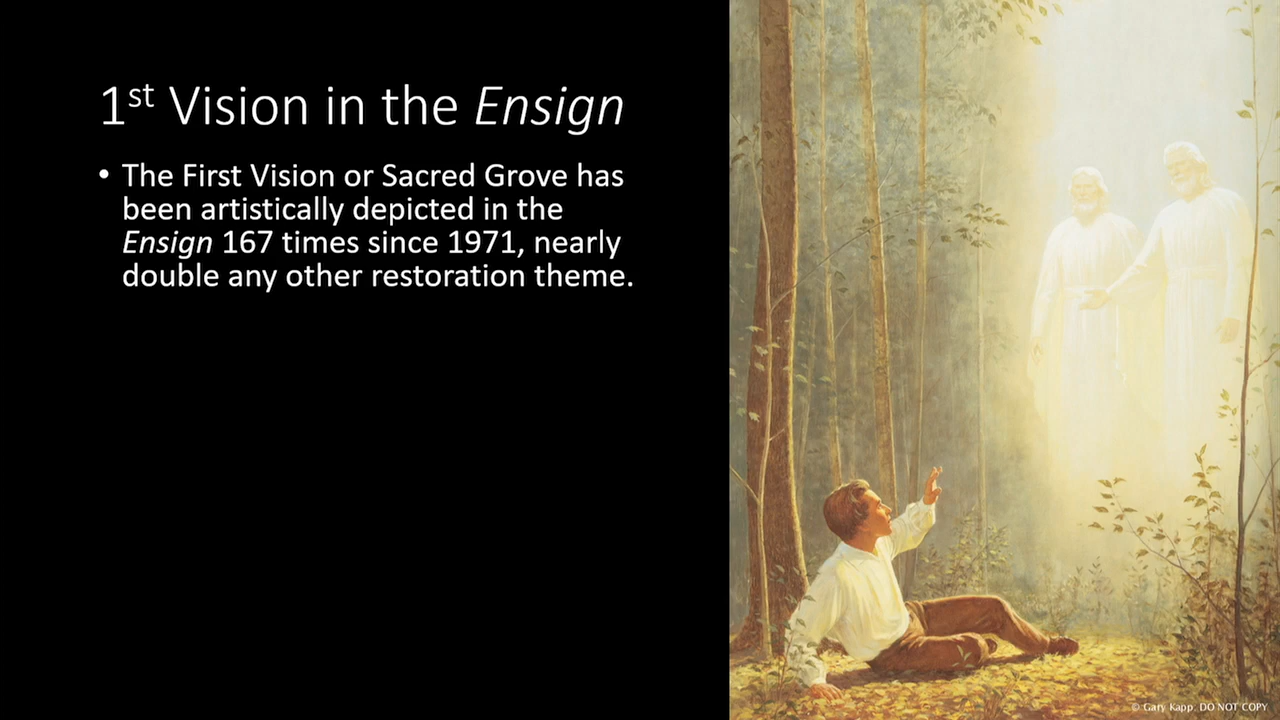 1st Vision in the Ensign
• The First Vision or Sacred Grove has
been artistically depicted in the
Ensign 167 times since 1971, nearly
double any other restoration theme.
© Gary Kapp. DO NOT COPY